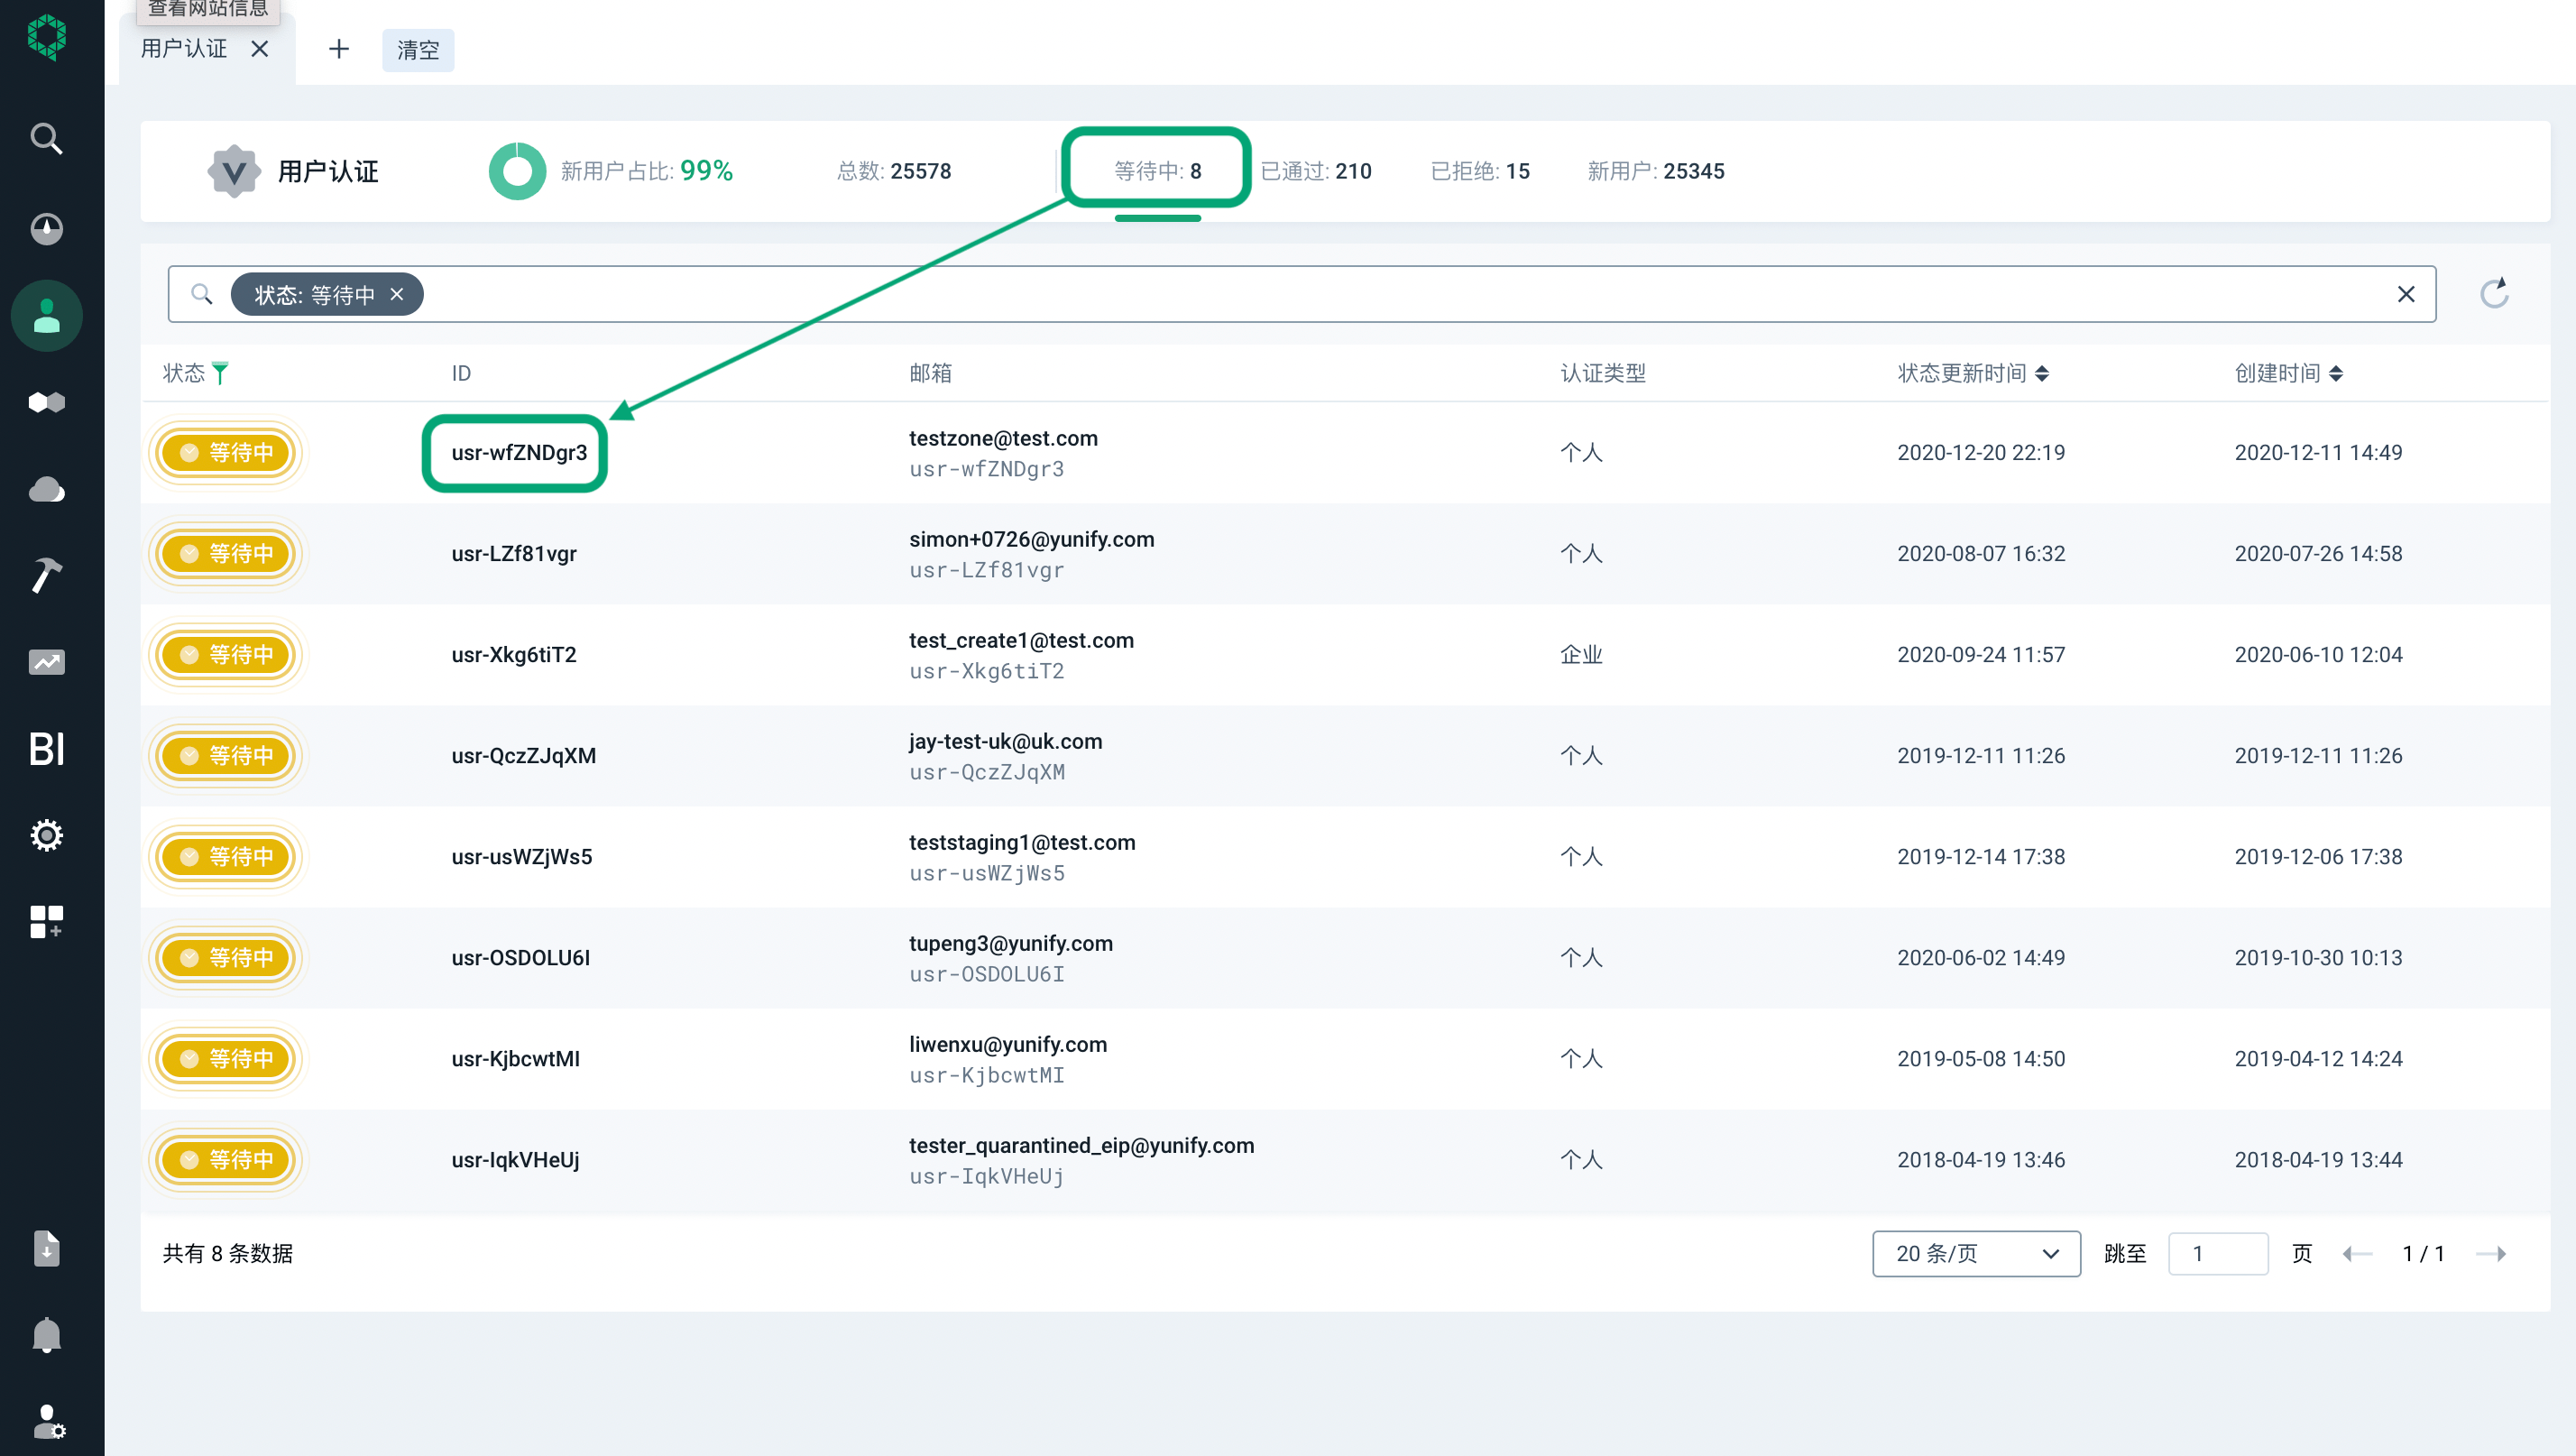 查看网站信息
用户认证
清空
用户认证 新用户占比: 99% 总数: 25578 等待中: 8 已通过: 210 已拒绝: 15 新用户: 25345
状态: 等待中
状态 ID 邮箱 认证类型 状态更新时间 创建时间
等待中 usr-wfZNDgr3 testzone@test.com 个人 2020-12-20 22:19 2020-12-11 14:49
usr-wfZNDgr3
等待中 usr-LZf81vgr simon+0726@yunify.com 个人 2020-08-07 16:32 2020-07-26 14:58
usr-LZf81vgr
等待中 usr-Xkg6tiT2 test_create1@test.com 企业 2020-09-24 11:57 2020-06-10 12:04
usr-Xkg6tiT2
BI
等待中 usr-QczZJqXM jay-test-uk@uk.com 个人 2019-12-11 11:26 2019-12-11 11:26
usr-QczZJqXM
等待中 usr-usWZjWs5 teststaging1@test.com 个人 2019-12-14 17:38 2019-12-06 17:38
usr-usWZjWs5
等待中 usr-OSDOLU6I tupeng3@yunify.com 个人 2020-06-02 14:49 2019-10-30 10:13
usr-OSDOLU6I
等待中 usr-KjbcwtMI liwenxu@yunify.com 个人 2019-05-08 14:50 2019-04-12 14:24
usr-KjbcwtMI
等待中 usr-IqkVHeUj tester_quarantined_eip@yunify.com 个人 2018-04-19 13:46 2018-04-19 13:44
usr-IqkVHeUj
共有 8 条数据 20 条/页 跳至 1 页 1 / 1